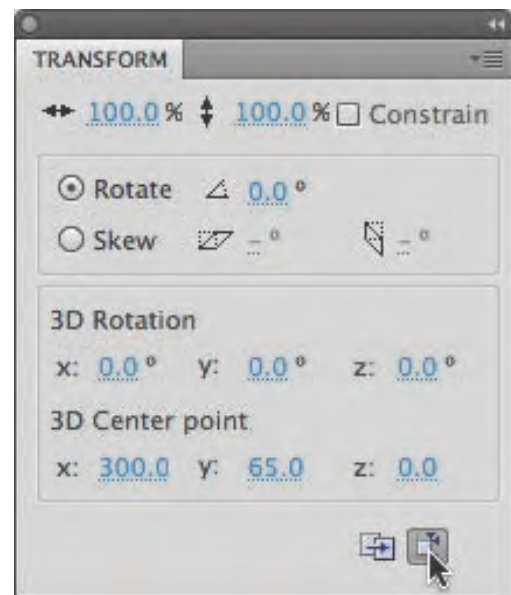 TRANSFORM
100.0 % 100.0 % Constrain
Rotate 0.0 °
Skew - ° - °
3D Rotation
x: 0.0 ° y: 0.0 ° z: 0.0 °
3D Center point
x: 300.0 y: 65.0 z: 0.0